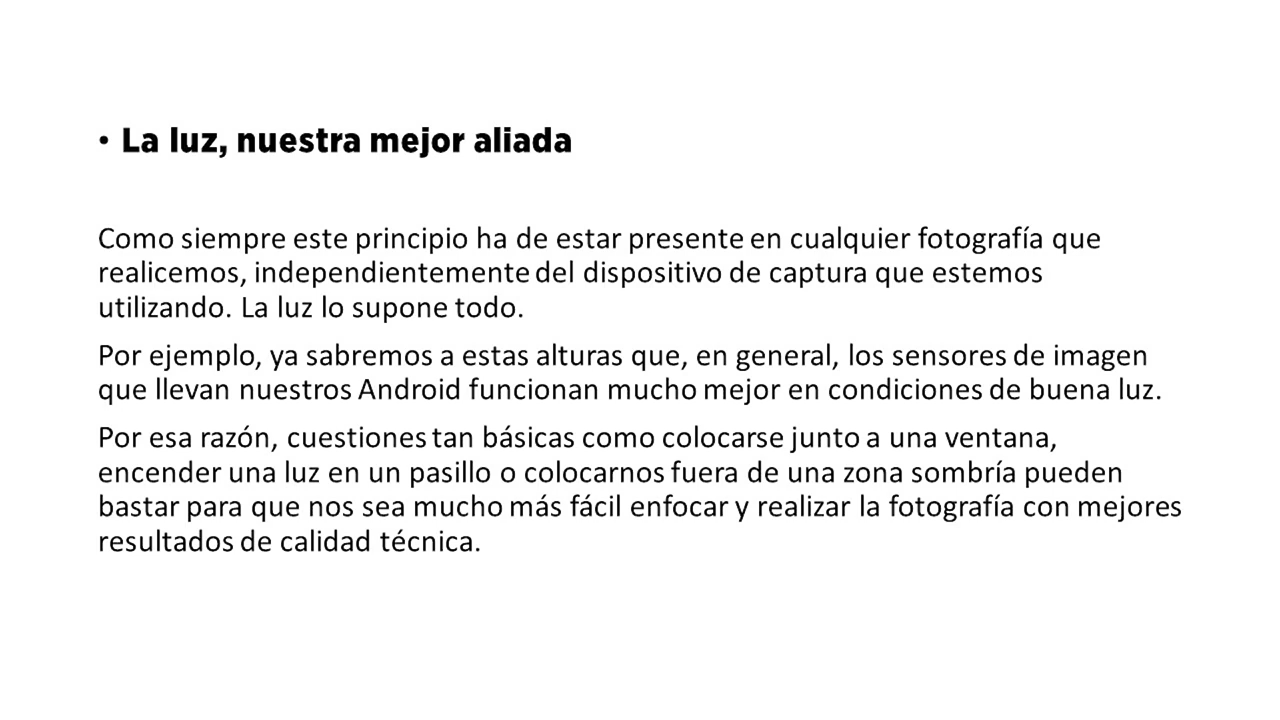 • La luz, nuestra mejor aliada
Como siempre este principio ha de estar presente en cualquier fotografía que
realicemos, independientemente del dispositivo de captura que estemos
utilizando. La luz lo supone todo.
Por ejemplo, ya sabremos a estas alturas que, en general, los sensores de imagen
que llevan nuestros Android funcionan mucho mejor en condiciones de buena luz.
Por esa razón, cuestiones tan básicas como colocarse junto a una ventana,
encender una luz en un pasillo o colocarnos fuera de una zona sombría pueden
bastar para que nos sea mucho más fácil enfocar y realizar la fotografía con mejores
resultados de calidad técnica.